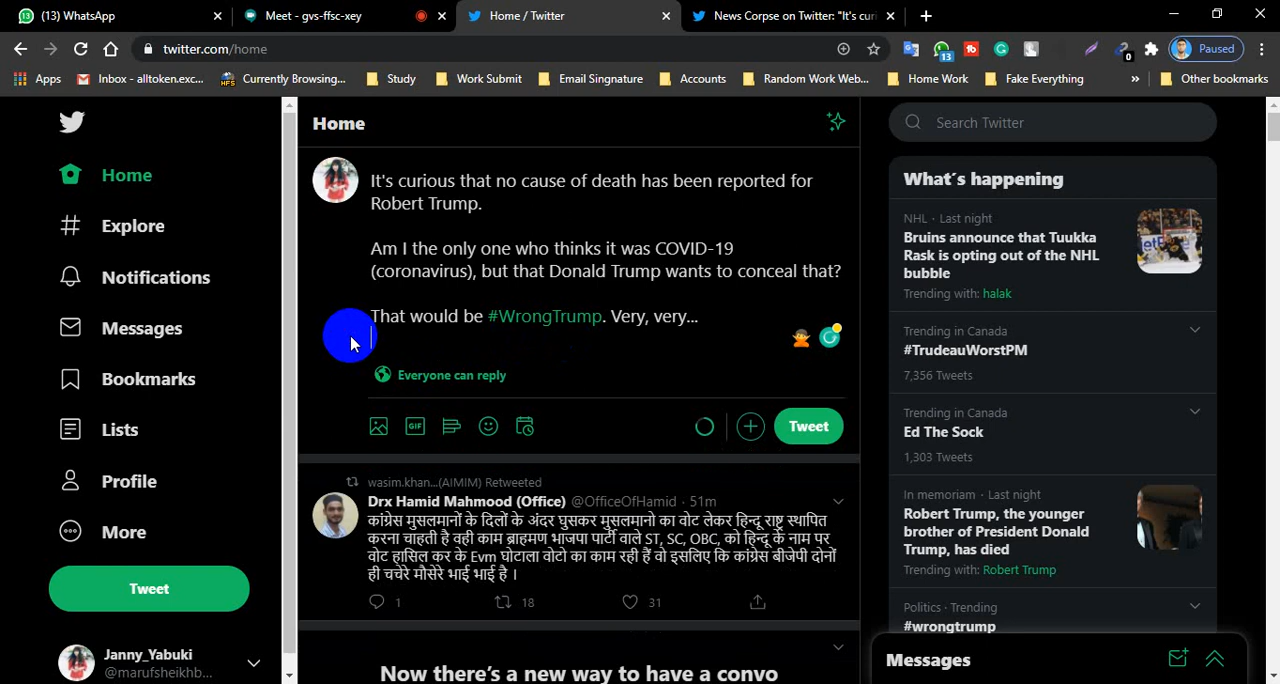 (13) WhatsApp
Meet - gvs-ffsc-xey
Home / Twitter
News Corpse on Twitter: "It's curi
twitter.com/home
13
0
Paused
Apps
Inbox - alltoken.exc...
Currently Browsing...
Study
Work Submit
Email Singnature
Accounts
Random Work Web...
Home Work
Fake Everything
»
Other bookmarks
Home
Explore
Notifications
Messages
Bookmarks
Lists
Profile
More
Tweet
Janny_Yabuki
@marufsheikhb...
Home
It's curious that no cause of death has been reported for
Robert Trump.
Am I the only one who thinks it was COVID-19
(coronavirus), but that Donald Trump wants to conceal that?
That would be #WrongTrump. Very, very...
Everyone can reply
GIF
Tweet
wasim.khan...(AIMIM) Retweeted
Drx Hamid Mahmood (Office) @OfficeOfHamid · 51m
कांग्रेस मुसलमानों के दिलों के अंदर घुसकर मुसलमानो का वोट लेकर हिन्दू राष्ट्र स्थापित
करना चाहती है वही काम ब्राहमण भाजपा पार्टी वाले ST, SC, OBC, को हिन्दू के नाम पर
वोट हासिल कर के Evm घोटाला वोटो का काम रही हैं वो इसलिए कि कांग्रेस बीजेपी दोनों
ही चचेरे मौसेरे भाई भाई है ।
1
18
31
Now there's a new way to have a convo
Search Twitter
What's happening
NHL · Last night
Bruins announce that Tuukka
Rask is opting out of the NHL
bubble
Trending with: halak
Trending in Canada
#TrudeauWorstPM
7,356 Tweets
Trending in Canada
Ed The Sock
1,303 Tweets
In memoriam · Last night
Robert Trump, the younger
brother of President Donald
Trump, has died
Trending with: Robert Trump
Politics · Trending
#wrongtrump
Messages